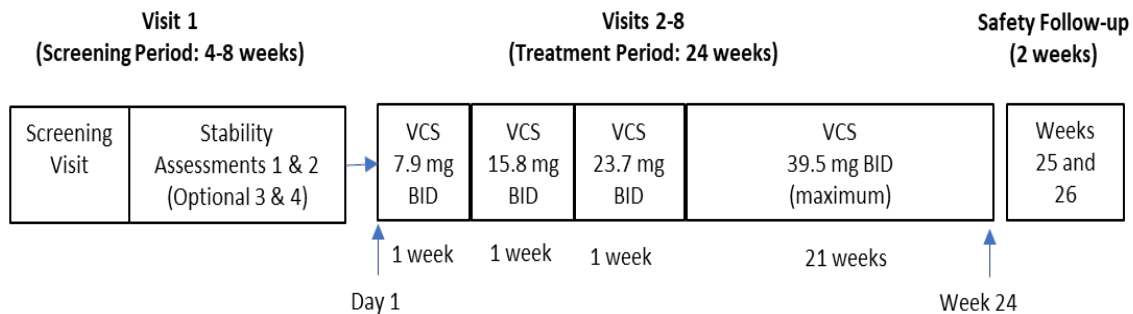 Visit 1
(Screening Period: 4-8 weeks)
Visits 2-8
(Treatment Period: 24 weeks)
Safety Follow-up
(2 weeks)
Screening
Visit
Stability
Assessments 1 & 2
(Optional 3 & 4)
VCS
7.9 mg
BID
VCS
15.8 mg
BID
VCS
23.7 mg
BID
VCS
39.5 mg BID
(maximum)
Weeks
25 and
26
1 week
1 week
1 week
21 weeks
Day 1
Week 24